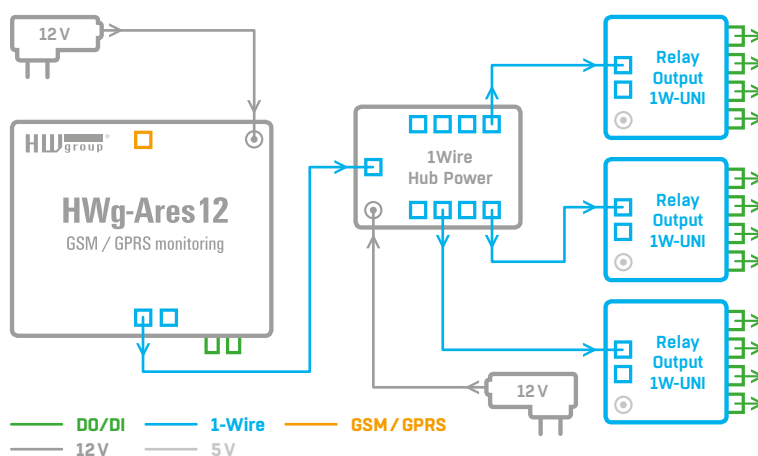 12 V
HW group
HWg-Ares12
GSM / GPRS monitoring
1Wire
Hub Power
Relay
Output
1W-UNI
Relay
Output
1W-UNI
Relay
Output
1W-UNI
12 V
DO/DI
1-Wire
GSM / GPRS
12 V
5 V